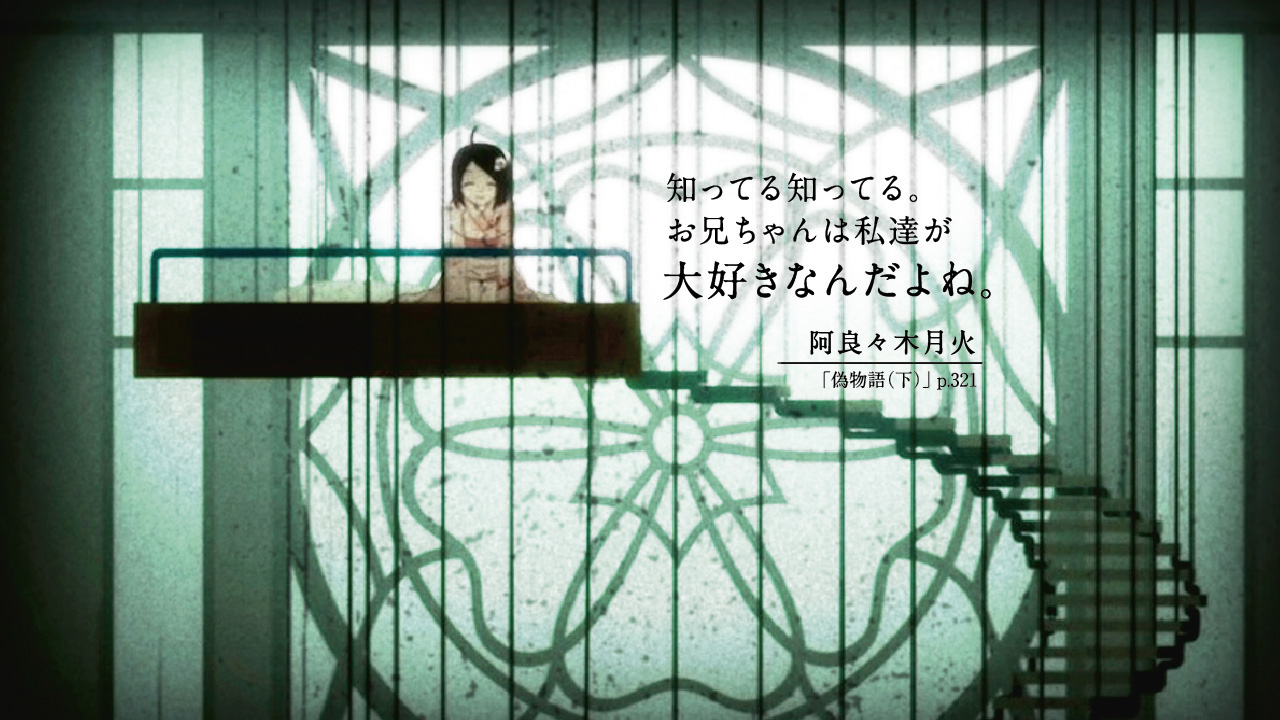 知ってる知ってる。
お兄ちゃんは私達が
大好きなんだよね。
阿良々木月火
「偽物語(下)」p.321